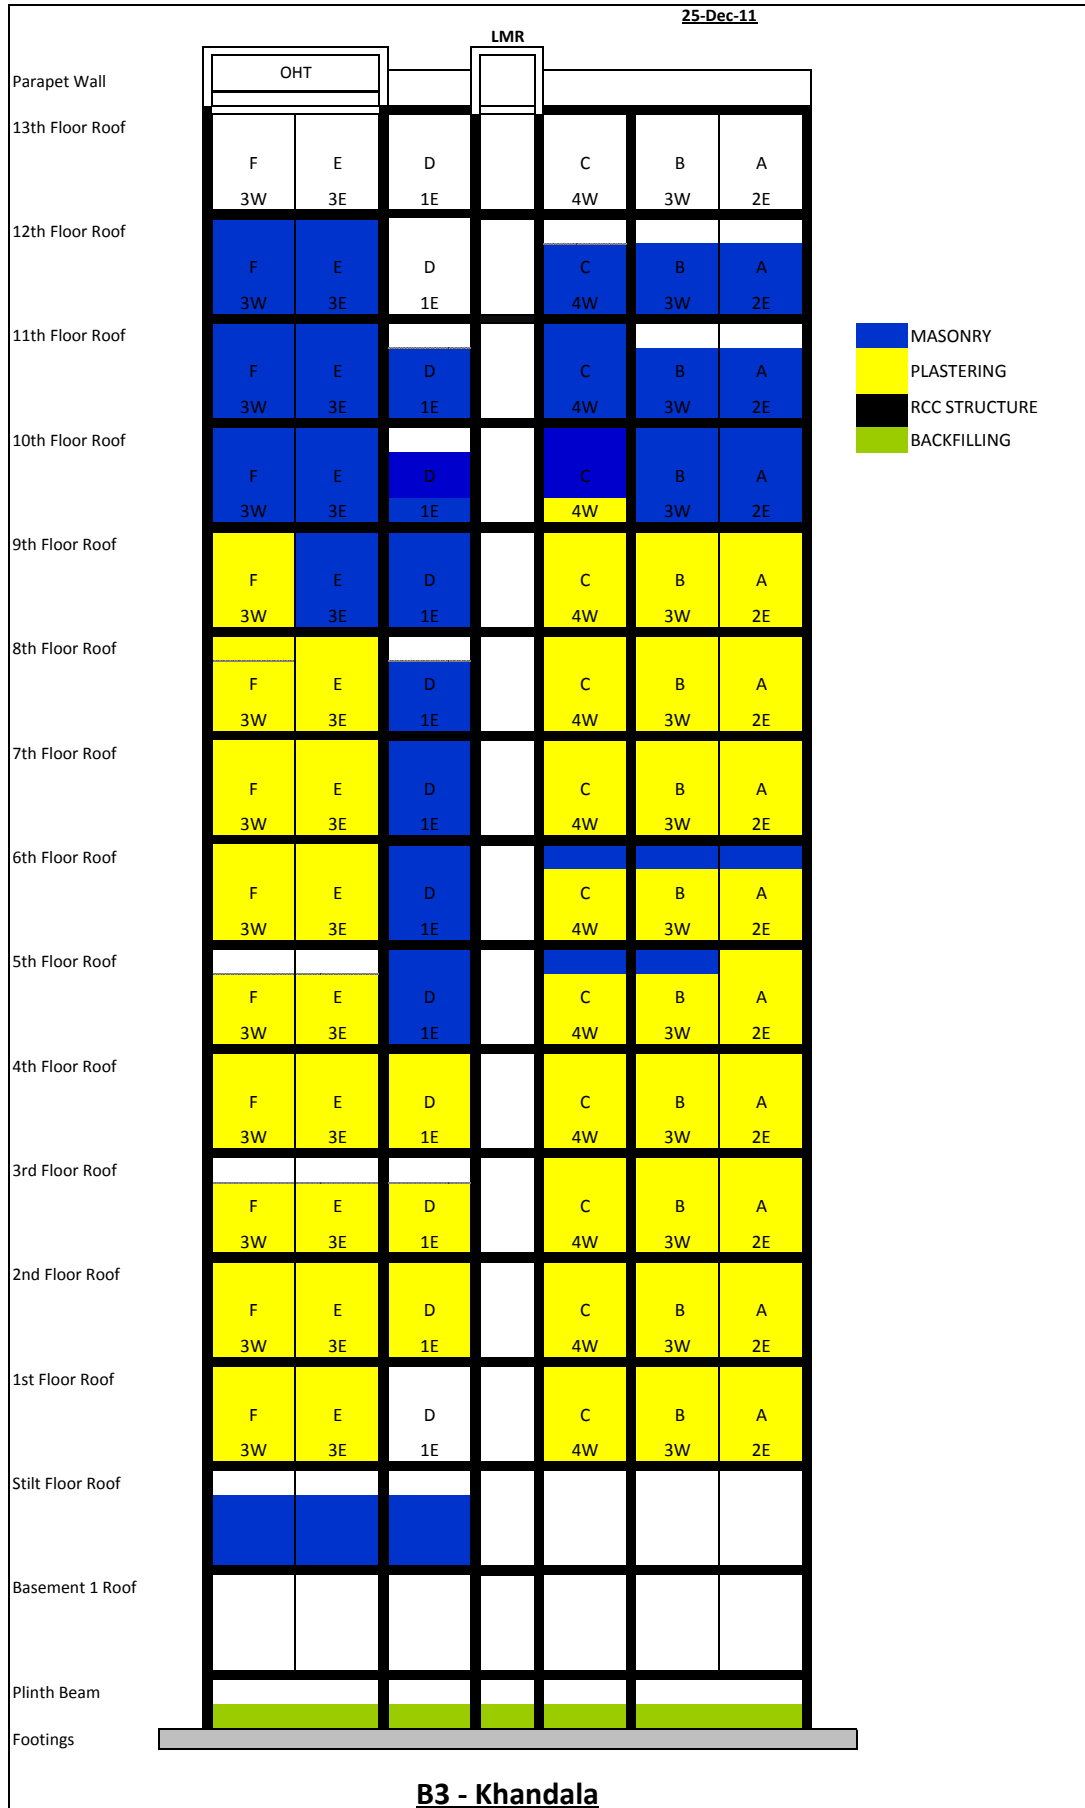 25-Dec-11
LMR
OHT
Parapet Wall
13th Floor Roof
F E D C B A
3W 3E 1E 4W 3W 2E
12th Floor Roof
F E D C B A
3W 3E 1E 4W 3W 2E
11th Floor Roof
MASONRY
F E D C B A
PLASTERING
3W 3E 1E 4W 3W 2E
RCC STRUCTURE
10th Floor Roof
BACKFILLING
F E D C B A
3W 3E 1E 4W 3W 2E
9th Floor Roof
F E D C B A
3W 3E 1E 4W 3W 2E
8th Floor Roof
F E D C B A
3W 3E 1E 4W 3W 2E
7th Floor Roof
F E D C B A
3W 3E 1E 4W 3W 2E
6th Floor Roof
F E D C B A
3W 3E 1E 4W 3W 2E
5th Floor Roof
F E D C B A
3W 3E 1E 4W 3W 2E
4th Floor Roof
F E D C B A
3W 3E 1E 4W 3W 2E
3rd Floor Roof
F E D C B A
3W 3E 1E 4W 3W 2E
2nd Floor Roof
F E D C B A
3W 3E 1E 4W 3W 2E
1st Floor Roof
F E D C B A
3W 3E 1E 4W 3W 2E
Stilt Floor Roof
Basement 1 Roof
Plinth Beam
Footings
B3 - Khandala